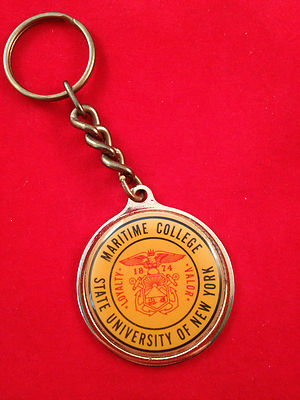 MARITIME COLLEGE
STATE UNIVERSITY OF NEW YORK
LOYALTY
1874
VALOR